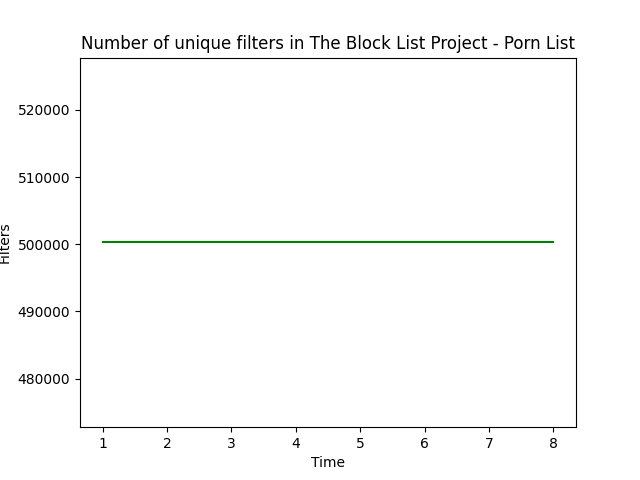 Number of unique filters in The Block List Project - Porn List
520000
510000
500000
490000
480000
Filters
1 2 3 4 5 6 7 8
Time